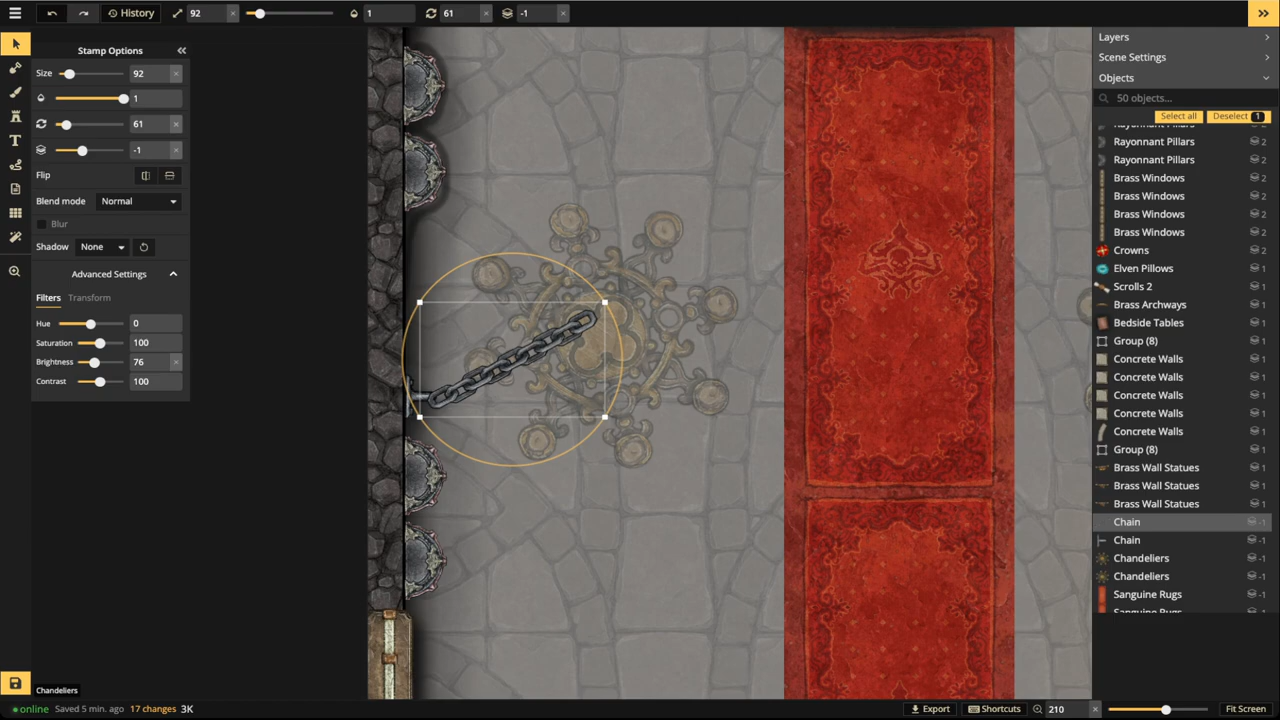 History
92
×
1
61
×
-1
×
Stamp Options
Size
92
×
1
61
×
-1
×
Flip
Blend mode
Normal
Blur
Shadow
None
Advanced Settings
Filters
Transform
Hue
0
Saturation
100
Brightness
76
×
Contrast
100
Layers
Scene Settings
Objects
50 objects...
Select all
Deselect 1
Rayonnant Pillars
Rayonnant Pillars 2
Rayonnant Pillars 2
Brass Windows 2
Brass Windows 2
Brass Windows 2
Brass Windows 2
Crowns 2
Elven Pillows 1
Scrolls 2 1
Brass Archways 1
Bedside Tables 1
Group (8) 1
Concrete Walls 1
Concrete Walls 1
Concrete Walls 1
Concrete Walls 1
Concrete Walls 1
Group (8) 1
Brass Wall Statues 1
Brass Wall Statues 1
Brass Wall Statues 1
Chain -1
Chain -1
Chandeliers -1
Chandeliers -1
Sanguine Rugs -1
Sanguine Rugs
Chandeliers
online
Saved 5 min. ago
17 changes
3K
Export
Shortcuts
210
×
Fit Screen